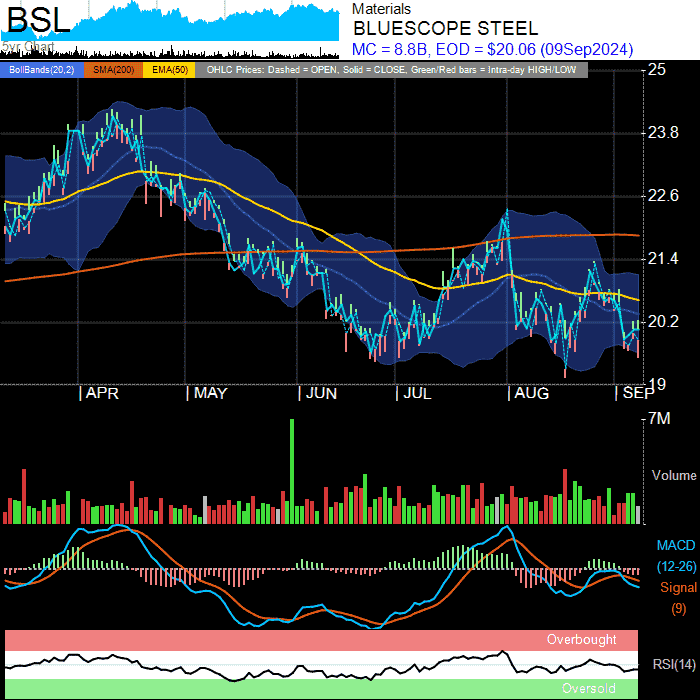 BSL
5yr Chart
Materials
BLUESCOPE STEEL
MC = 8.8B, EOD = $20.06 (09Sep2024)
BollBands(20,2) SMA(200) EMA(50) OHLC Prices: Dashed = OPEN, Solid = CLOSE, Green/Red bars = Intra-day HIGH/LOW
25
23.8
22.6
21.4
20.2
19
| APR | MAY | JUN | JUL | AUG | SEP
7M
Volume
MACD
(12-26)
Signal
(9)
Overbought
RSI(14)
Oversold